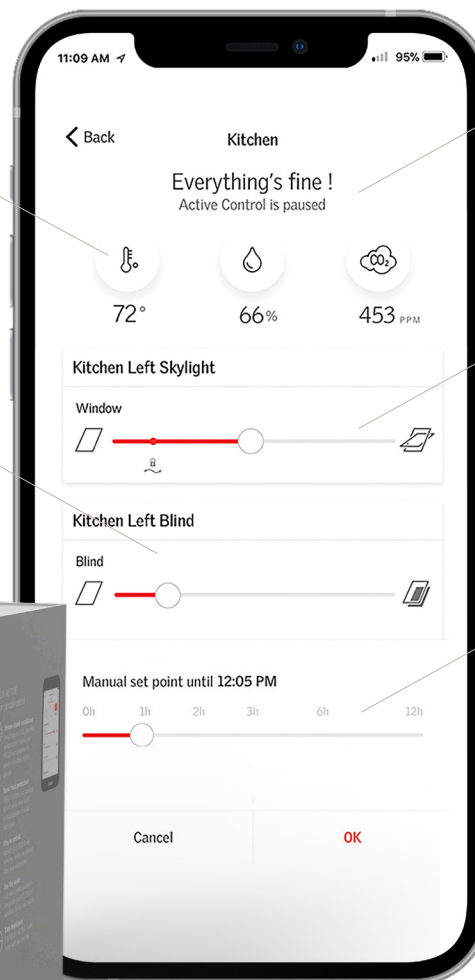 11:09 AM
95%
Back
Kitchen
Everything's fine !
Active Control is paused
CO₂
72°
66%
453 PPM
Kitchen Left Skylight
Window
Kitchen Left Blind
Blind
Manual set point until 12:05 PM
0h 1h 2h 3h 6h 12h
Cancel
OK